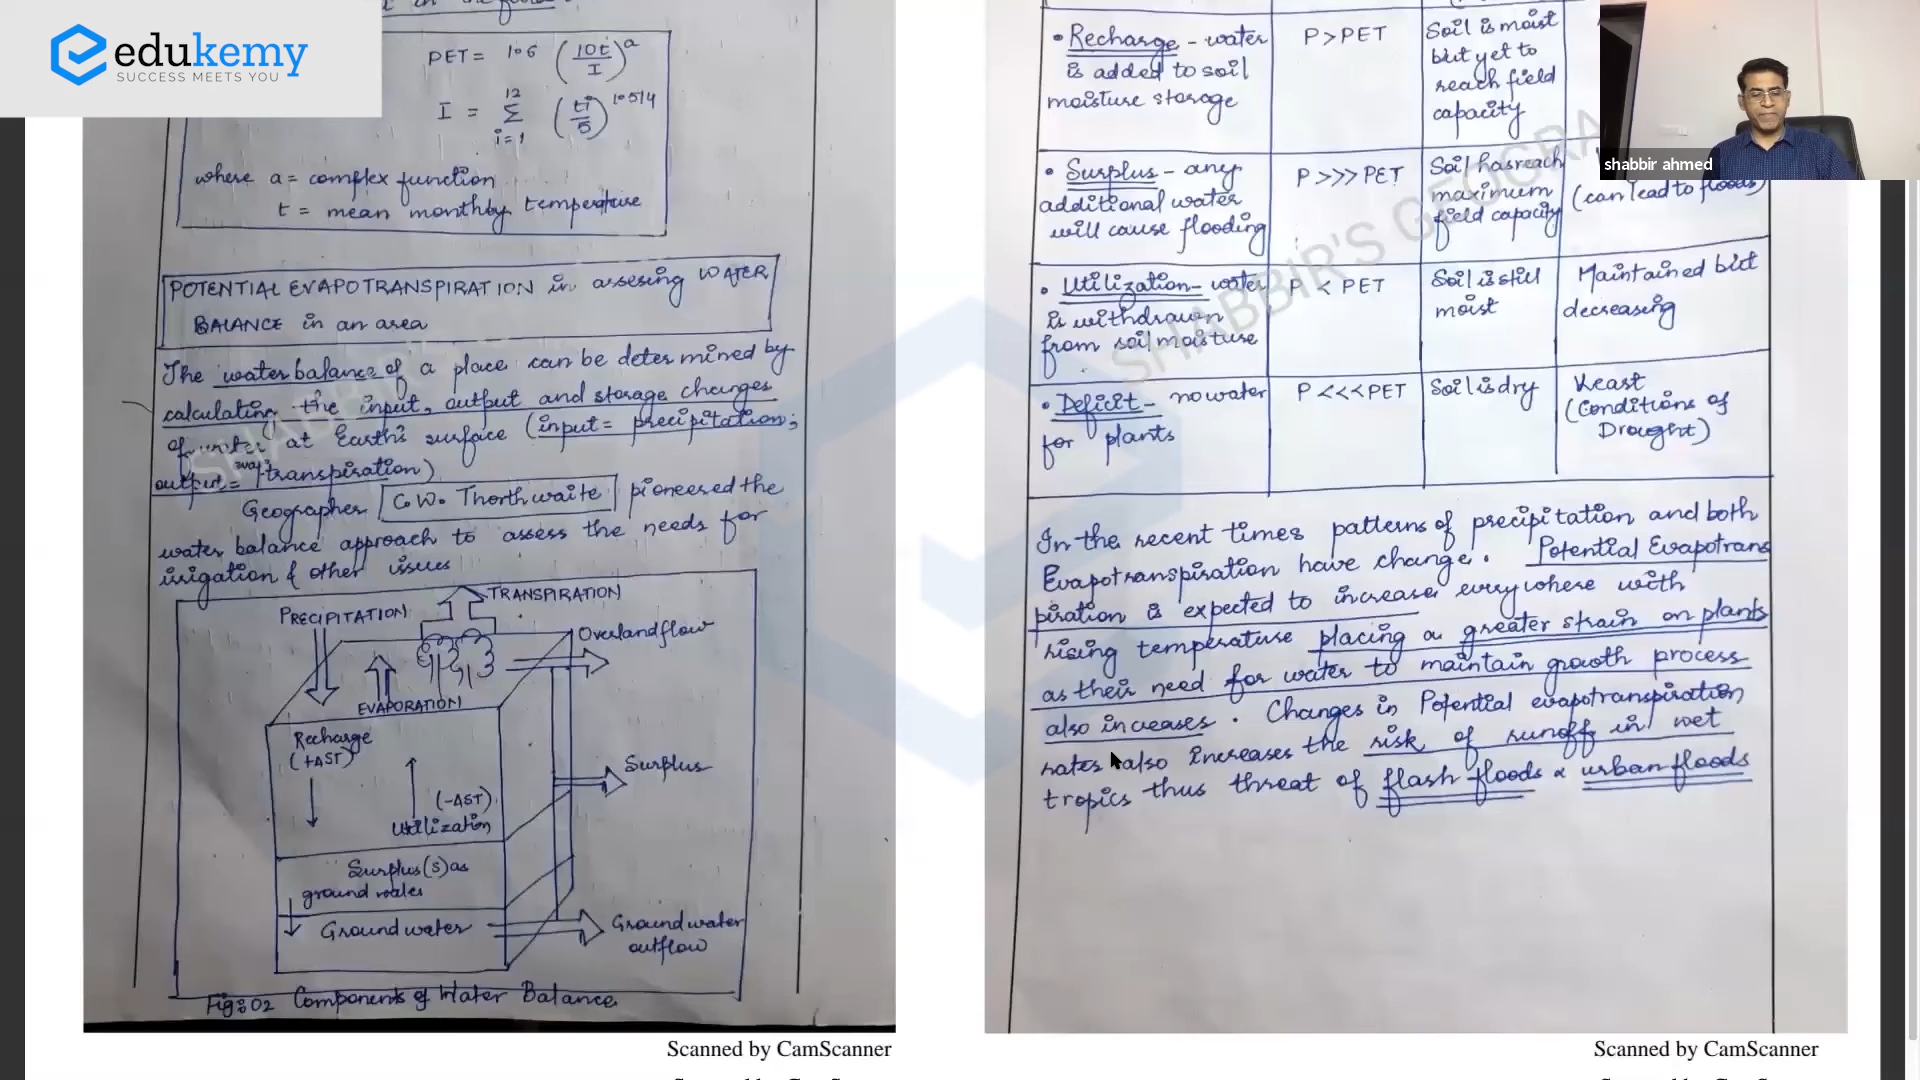 edukemy
SUCCESS MEETS YOU
PET = 1.6 (10t/I)^a
I = 12 Σ i=1 (ti/5)^1.514
where a = complex function
t = mean monthly temperature
POTENTIAL EVAPOTRANSPIRATION in assesing WATER
BALANCE in an area
The water balance of a place can be determined by
calculating the input, output and storage changes
of water at Earth's surface (input = precipitation;
output = evapotranspiration)
Geographer C.W. Thorthwaite pioneered the
water balance approach to assess the needs for
irrigation & other issues
PRECIPITATION
TRANSPIRATION
Overland flow
EVAPORATION
Recharge
(+AST)
Surplus
(-AST)
Utilization
Surplus(s) as
ground water
Ground water
Ground water
outflow
Fig: 02 Components of Water Balance
Scanned by CamScanner
• Recharge - water
is added to soil
moisture storage
P > PET
Soil is moist
but yet to
reach field
capacity
• Surplus - any
additional water
will cause flooding
P >>> PET
Soil has reach
maximum
field capacity
(can lead to floods)
• Utilization - water
is withdrawn
from soil moisture
P < PET
Soil is still
moist
Maintained but
decreasing
• Deficit - no water
for plants
P <<< PET
Soil is dry
Least
(Conditions of
Drought)
In the recent times patterns of precipitation and both
Evapotranspiration have change. Potential Evapotrans
piration is expected to increase everywhere with
rising temperature placing a greater strain on plants
as their need for water to maintain growth process
also increases. Changes in Potential evapotranspiration
rates also increases the risk of runoff in wet
tropics thus threat of flash floods & urban floods
Scanned by CamScanner
shabbir ahmed
SHABBIR'S GEOGRA